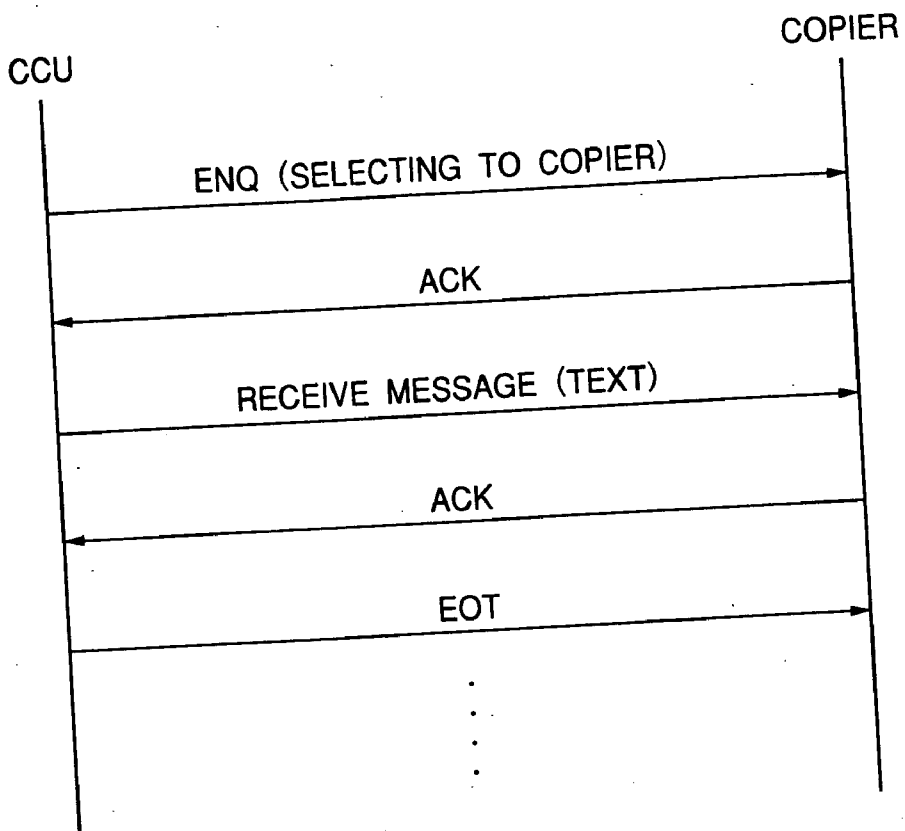 COPIER
CCU
ENQ (SELECTING TO COPIER)
ACK
RECEIVE MESSAGE (TEXT)
ACK
EOT